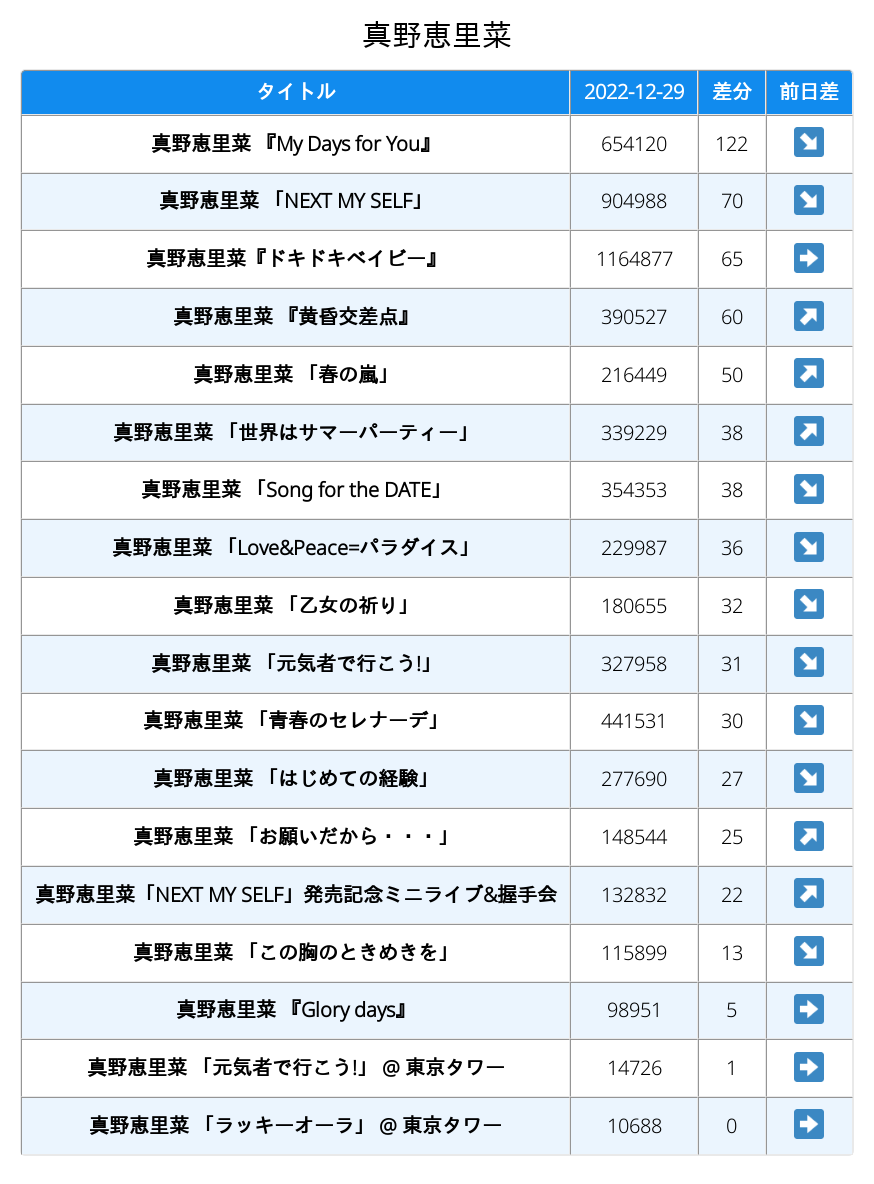 真野恵里菜
タイトル 2022-12-29 差分 前日差
真野恵里菜 『My Days for You』 654120 122 ↘
真野恵里菜 「NEXT MY SELF」 904988 70 ↘
真野恵里菜『ドキドキベイビー』 1164877 65 ➡
真野恵里菜 『黄昏交差点』 390527 60 ↗
真野恵里菜 「春の嵐」 216449 50 ↗
真野恵里菜 「世界はサマーパーティー」 339229 38 ↗
真野恵里菜 「Song for the DATE」 354353 38 ↘
真野恵里菜 「Love&Peace=パラダイス」 229987 36 ↘
真野恵里菜 「乙女の祈り」 180655 32 ↘
真野恵里菜 「元気者で行こう!」 327958 31 ↘
真野恵里菜 「青春のセレナーデ」 441531 30 ↘
真野恵里菜 「はじめての経験」 277690 27 ↘
真野恵里菜 「お願いだから・・・」 148544 25 ↗
真野恵里菜「NEXT MY SELF」発売記念ミニライブ&握手会 132832 22 ↗
真野恵里菜 「この胸のときめきを」 115899 13 ↘
真野恵里菜 『Glory days』 98951 5 ➡
真野恵里菜 「元気者で行こう!」 @ 東京タワー 14726 1 ➡
真野恵里菜 「ラッキーオーラ」 @ 東京タワー 10688 0 ➡